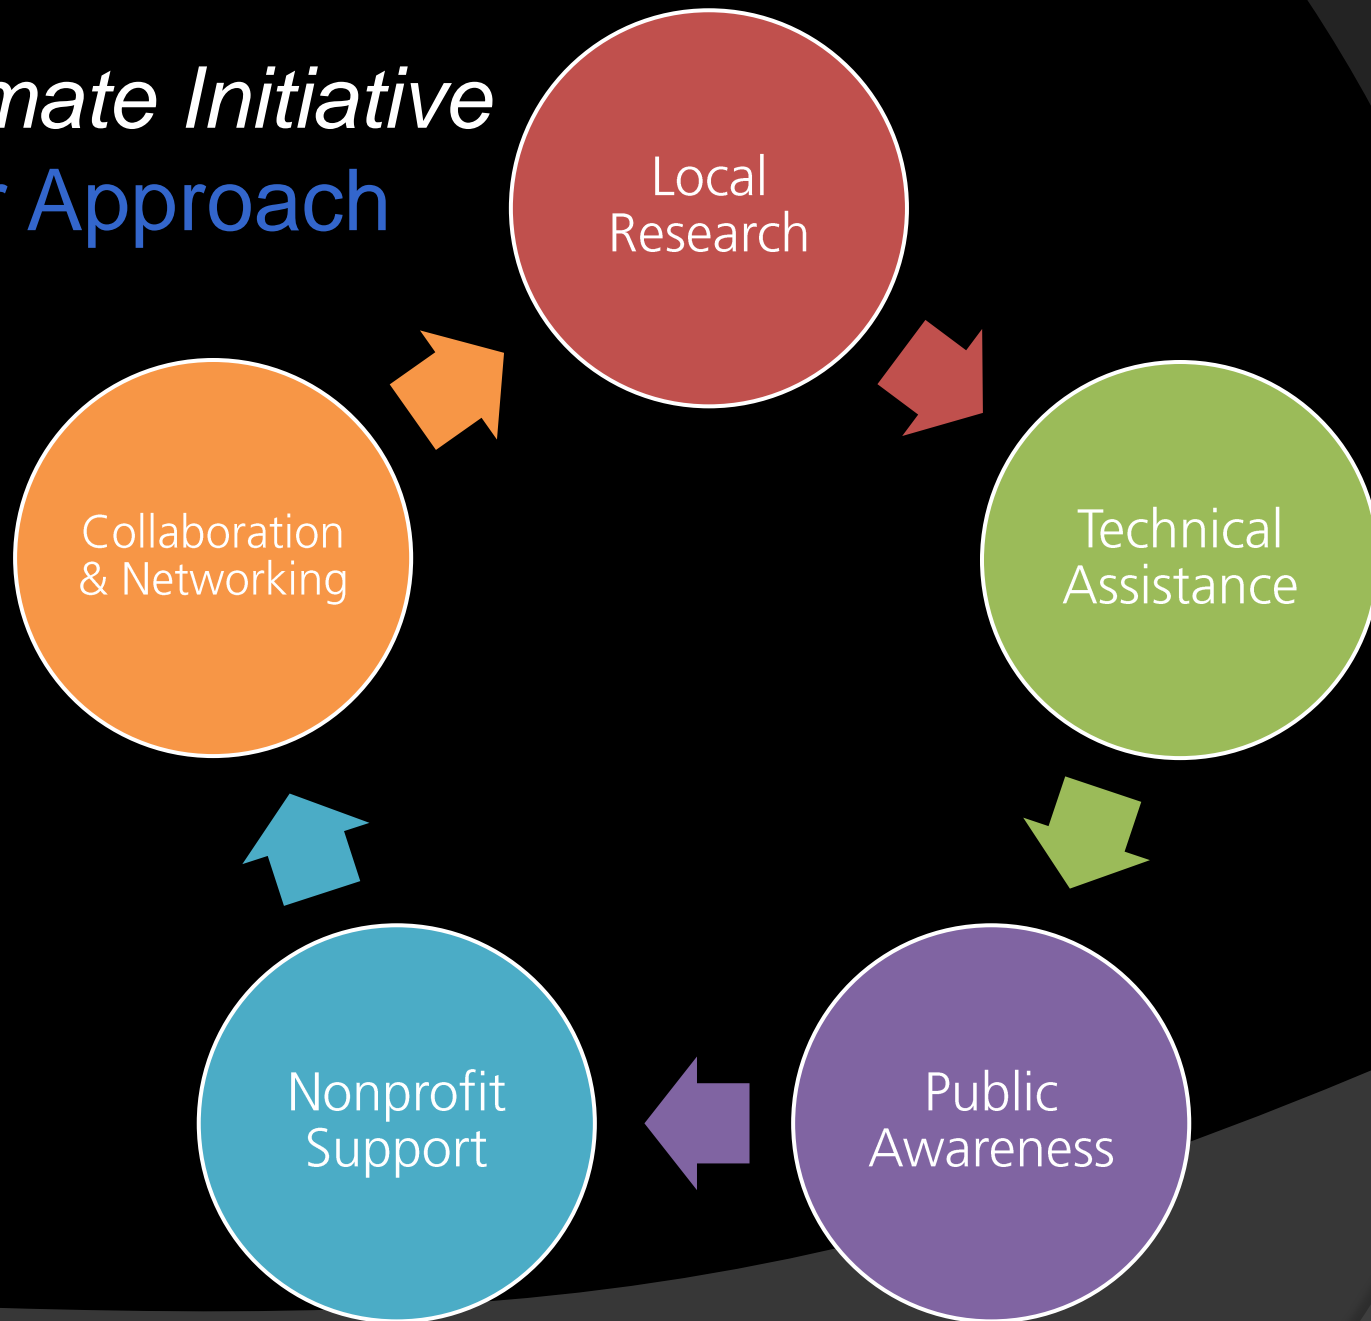 mate Initiative
r Approach
Local
Research
Technical
Assistance
Public
Awareness
Nonprofit
Support
Collaboration
& Networking